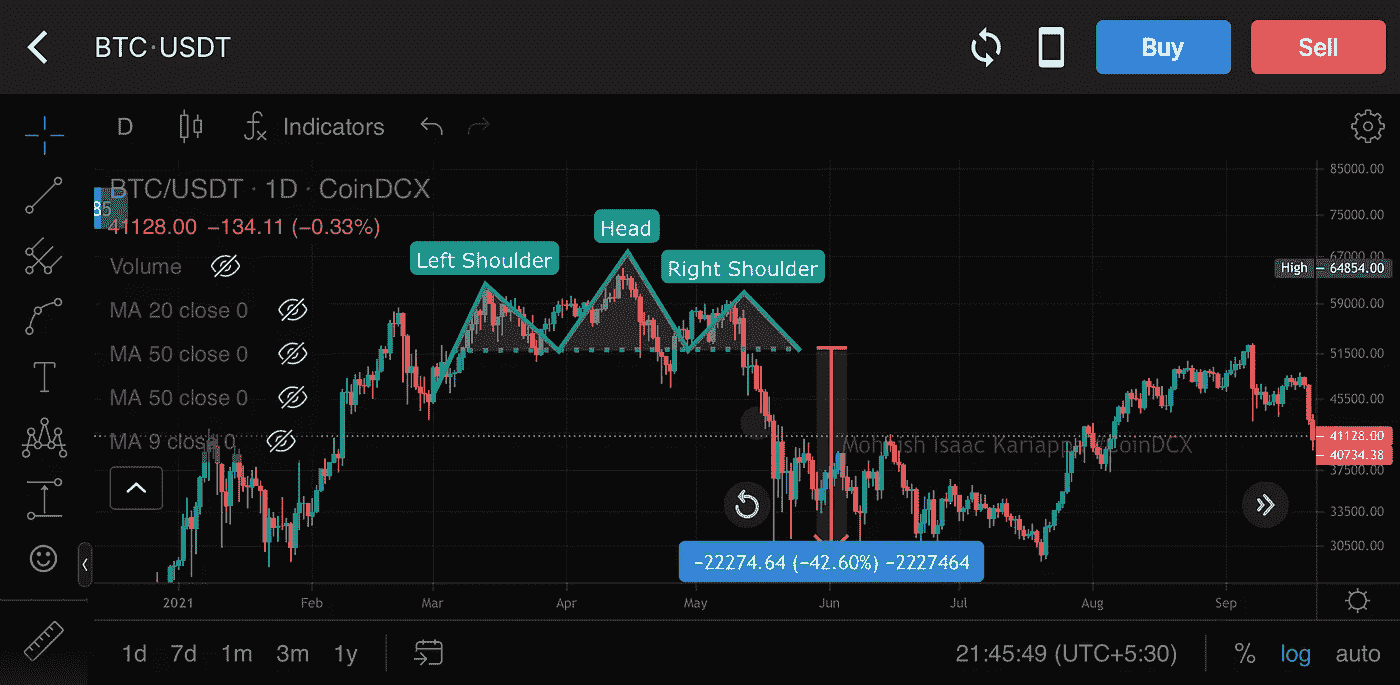 BTC·USDT
Buy
Sell
D
Indicators
BTC/USDT · 1D · CoinDCX
85
41128.00 −134.11 (−0.33%)
Volume
MA 20 close 0
MA 50 close 0
MA 50 close 0
MA 9 close 0
Left Shoulder
Head
Right Shoulder
85000.00
75000.00
67000.00
High
64854.00
59000.00
51500.00
45500.00
41128.00
40734.38
37500.00
33500.00
30500.00
−22274.64 (−42.60%) −2227464
2021
Feb
Mar
Apr
May
Jun
Jul
Aug
Sep
1d
7d
1m
3m
1y
21:45:49 (UTC+5:30)
%
log
auto